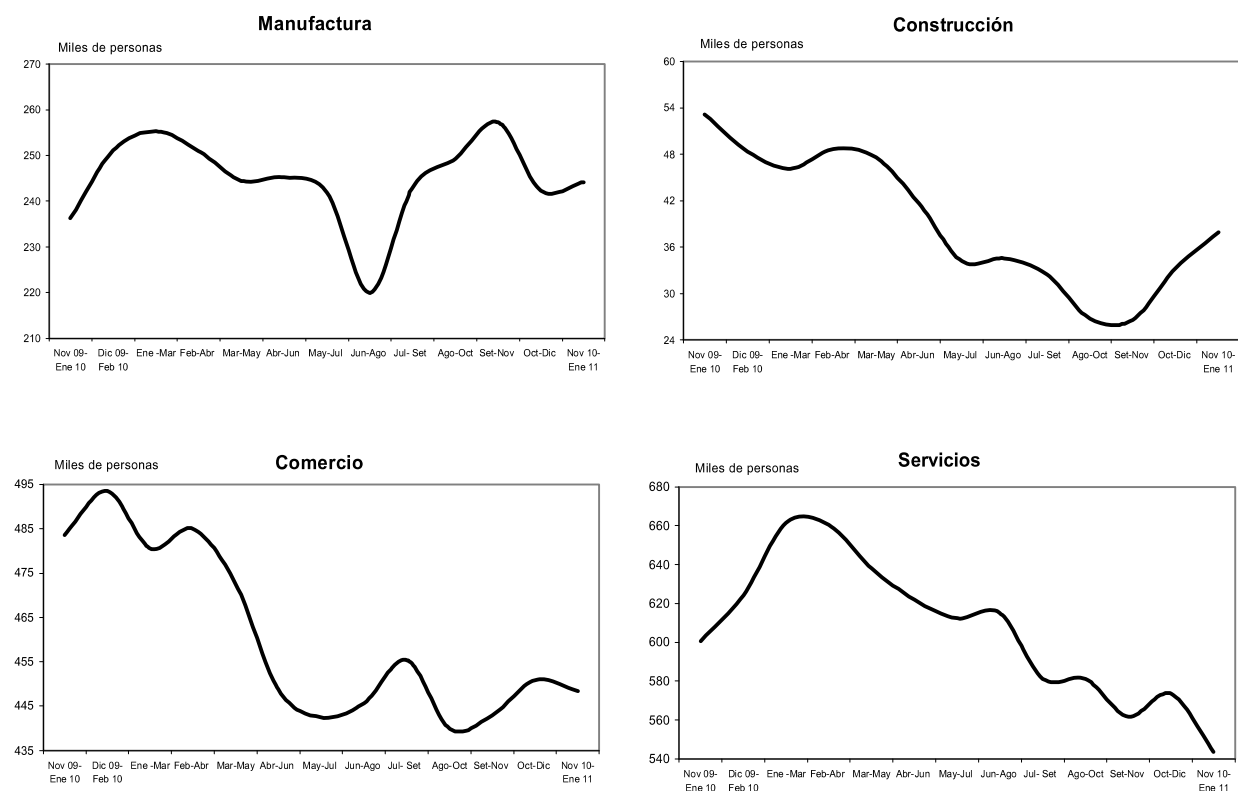 Manufactura
Miles de personas
270
260
250
240
230
220
210
Nov 09- Dic 09- Ene -Mar Feb-Abr Mar-May Abr-Jun May-Jul Jun-Ago Jul- Set Ago-Oct Set-Nov Oct-Dic Nov 10-
Ene 10 Feb 10 Ene 11
Construcción
Miles de personas
60
54
48
42
36
30
24
Nov 09- Dic 09- Ene -Mar Feb-Abr Mar-May Abr-Jun May-Jul Jun-Ago Jul- Set Ago-Oct Set-Nov Oct-Dic Nov 10-
Ene 10 Feb 10 Ene 11
Comercio
Miles de personas
495
485
475
465
455
445
435
Nov 09- Dic 09- Ene -Mar Feb-Abr Mar-May Abr-Jun May-Jul Jun-Ago Jul- Set Ago-Oct Set-Nov Oct-Dic Nov 10-
Ene 10 Feb 10 Ene 11
Servicios
Miles de personas
680
660
640
620
600
580
560
540
Nov 09- Dic 09- Ene -Mar Feb-Abr Mar-May Abr-Jun May-Jul Jun-Ago Jul- Set Ago-Oct Set-Nov Oct-Dic Nov 10-
Ene 10 Feb 10 Ene 11